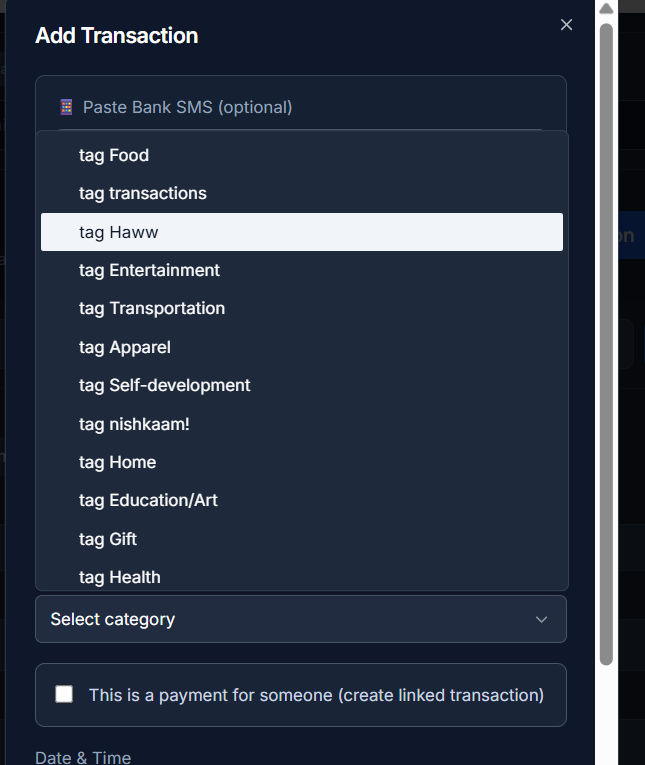 Add Transaction
Paste Bank SMS (optional)
tag Food
tag transactions
tag Haww
tag Entertainment
tag Transportation
tag Apparel
tag Self-development
tag nishkaam!
tag Home
tag Education/Art
tag Gift
tag Health
Select category
This is a payment for someone (create linked transaction)
Date & Time